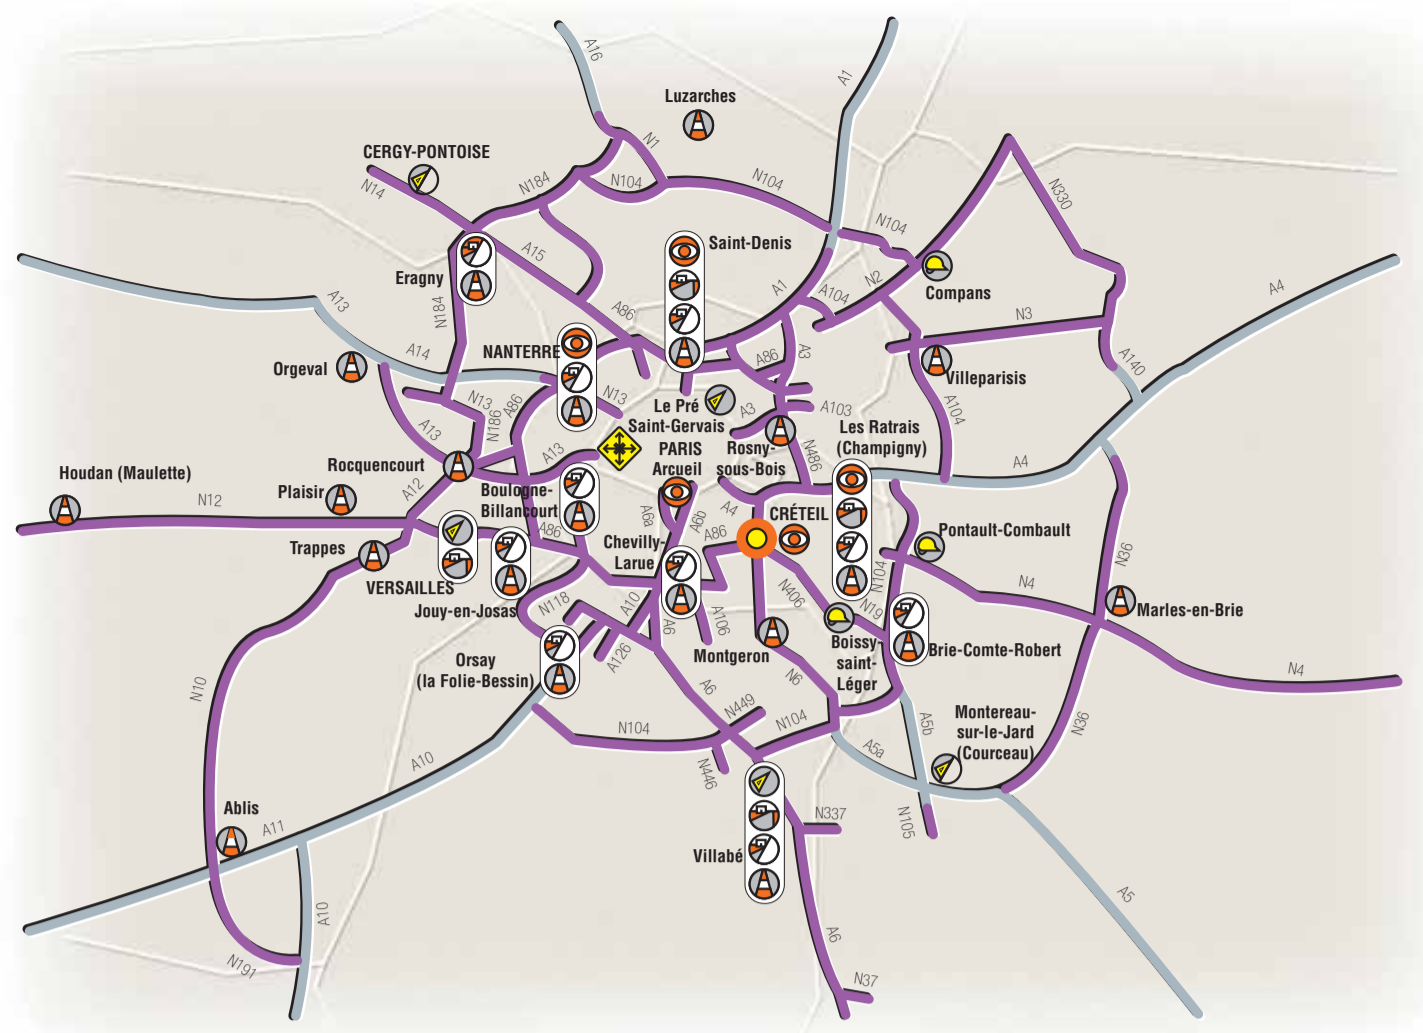 A16
A1
Luzarches
N1
CERGY-PONTOISE
N14
N184
N104
N104
N330
N104
Saint-Denis
A15
Eragny
N184
A1
A104
N2
Compans
A4
A13
A86
N3
A14
NANTERRE
A86
A3
A140
Orgeval
Villeparisis
N13
A86
N13
Le Pré
Saint-Gervais
A3
A103
A104
N186
A13
Les Ratrais
(Champigny)
A13
PARIS
Arcueil
Rosny-
sous-Bois
N486
A4
Houdan (Maulette)
Rocquencourt
Plaisir
A12
N12
Boulogne-
Billancourt
A6a
A6b
A4
CRÉTEIL
A86
A86
Chevilly-
Larue
Pontault-Combault
N36
Trappes
VERSAILLES
N104
N4
Jouy-en-Josas
N118
A10
A6
A106
N406
N19
Marles-en-Brie
Montgeron
Boissy-
saint-
Léger
Brie-Comte-Robert
A126
Orsay
(la Folie-Bessin)
N10
A6
N6
N4
N449
N104
N104
A5b
Montereau-
sur-le-Jard
(Courceau)
N36
A10
A5a
N446
Ablis
A11
N337
N105
Villabé
A5
A10
A6
N191
N37